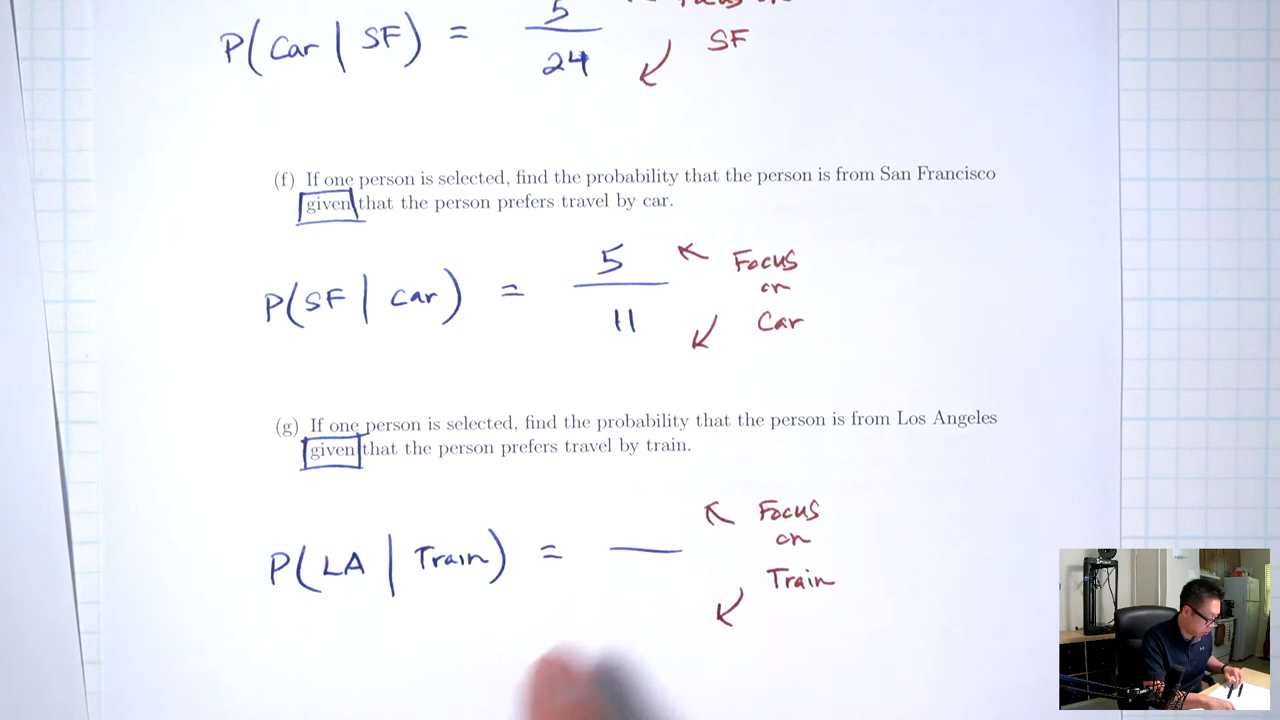 P(Car | SF) = 5/24
SF
(f) If one person is selected, find the probability that the person is from San Francisco
given that the person prefers travel by car.
P(SF | Car) = 5/11
Focus
on
Car
(g) If one person is selected, find the probability that the person is from Los Angeles
given that the person prefers travel by train.
P(LA | Train) = —
Focus
on
Train